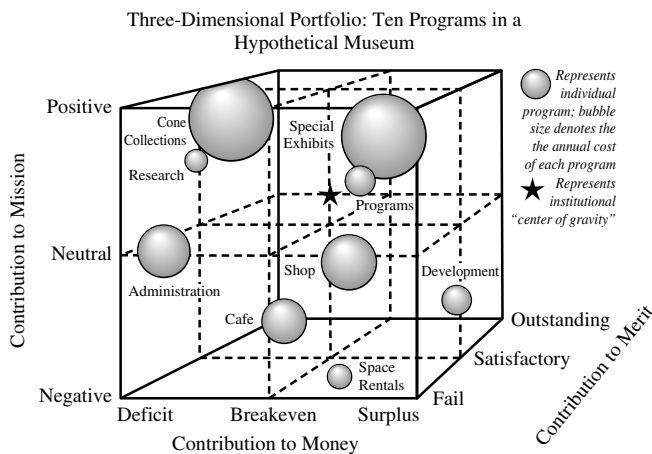 Three-Dimensional Portfolio: Ten Programs in a
Hypothetical Museum
Represents
individual
program; bubble
size denotes the
the annual cost
of each program
Represents
institutional
“center of gravity”
Positive
Cone
Collections
Research
Special
Exhibits
Programs
Neutral
Administration
Shop
Development
Cafe
Space
Rentals
Negative
Deficit
Breakeven
Surplus
Fail
Satisfactory
Outstanding
Contribution to Mission
Contribution to Money
Contribution to Merit